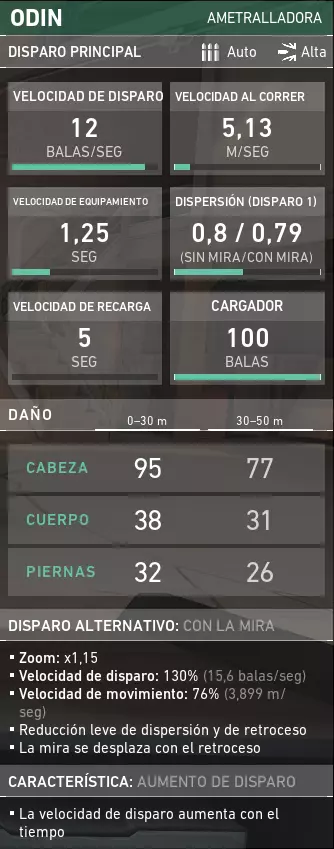 ODIN AMETRALLADORA
DISPARO PRINCIPAL Auto Alta
VELOCIDAD DE DISPARO VELOCIDAD AL CORRER
12 5,13
BALAS/SEG M/SEG
VELOCIDAD DE EQUIPAMIENTO DISPERSIÓN (DISPARO 1)
1,25 0,8 / 0,79
SEG (SIN MIRA/CON MIRA)
VELOCIDAD DE RECARGA CARGADOR
5 100
SEG BALAS
DAÑO 0–30 m 30–50 m
CABEZA 95 77
CUERPO 38 31
PIERNAS 32 26
DISPARO ALTERNATIVO: CON LA MIRA
▪ Zoom: x1,15
▪ Velocidad de disparo: 130% (15,6 balas/seg)
▪ Velocidad de movimiento: 76% (3,899 m/
seg)
▪ Reducción leve de dispersión y de retroceso
▪ La mira se desplaza con el retroceso
CARACTERÍSTICA: AUMENTO DE DISPARO
▪ La velocidad de disparo aumenta con el
tiempo